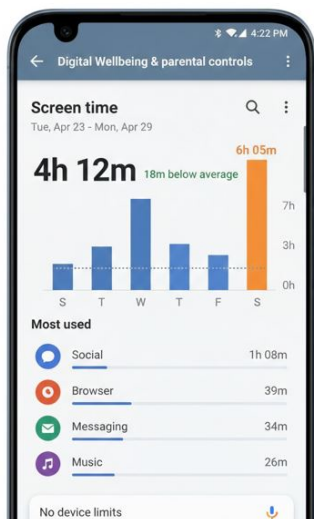 4:22 PM
Digital Wellbeing & parental controls
Screen time
Tue, Apr 23 - Mon, Apr 29
6h 05m
4h 12m 18m below average
7h
3h
0h
S T W T F S
Most used
Social 1h 08m
Browser 39m
Messaging 34m
Music 26m
No device limits